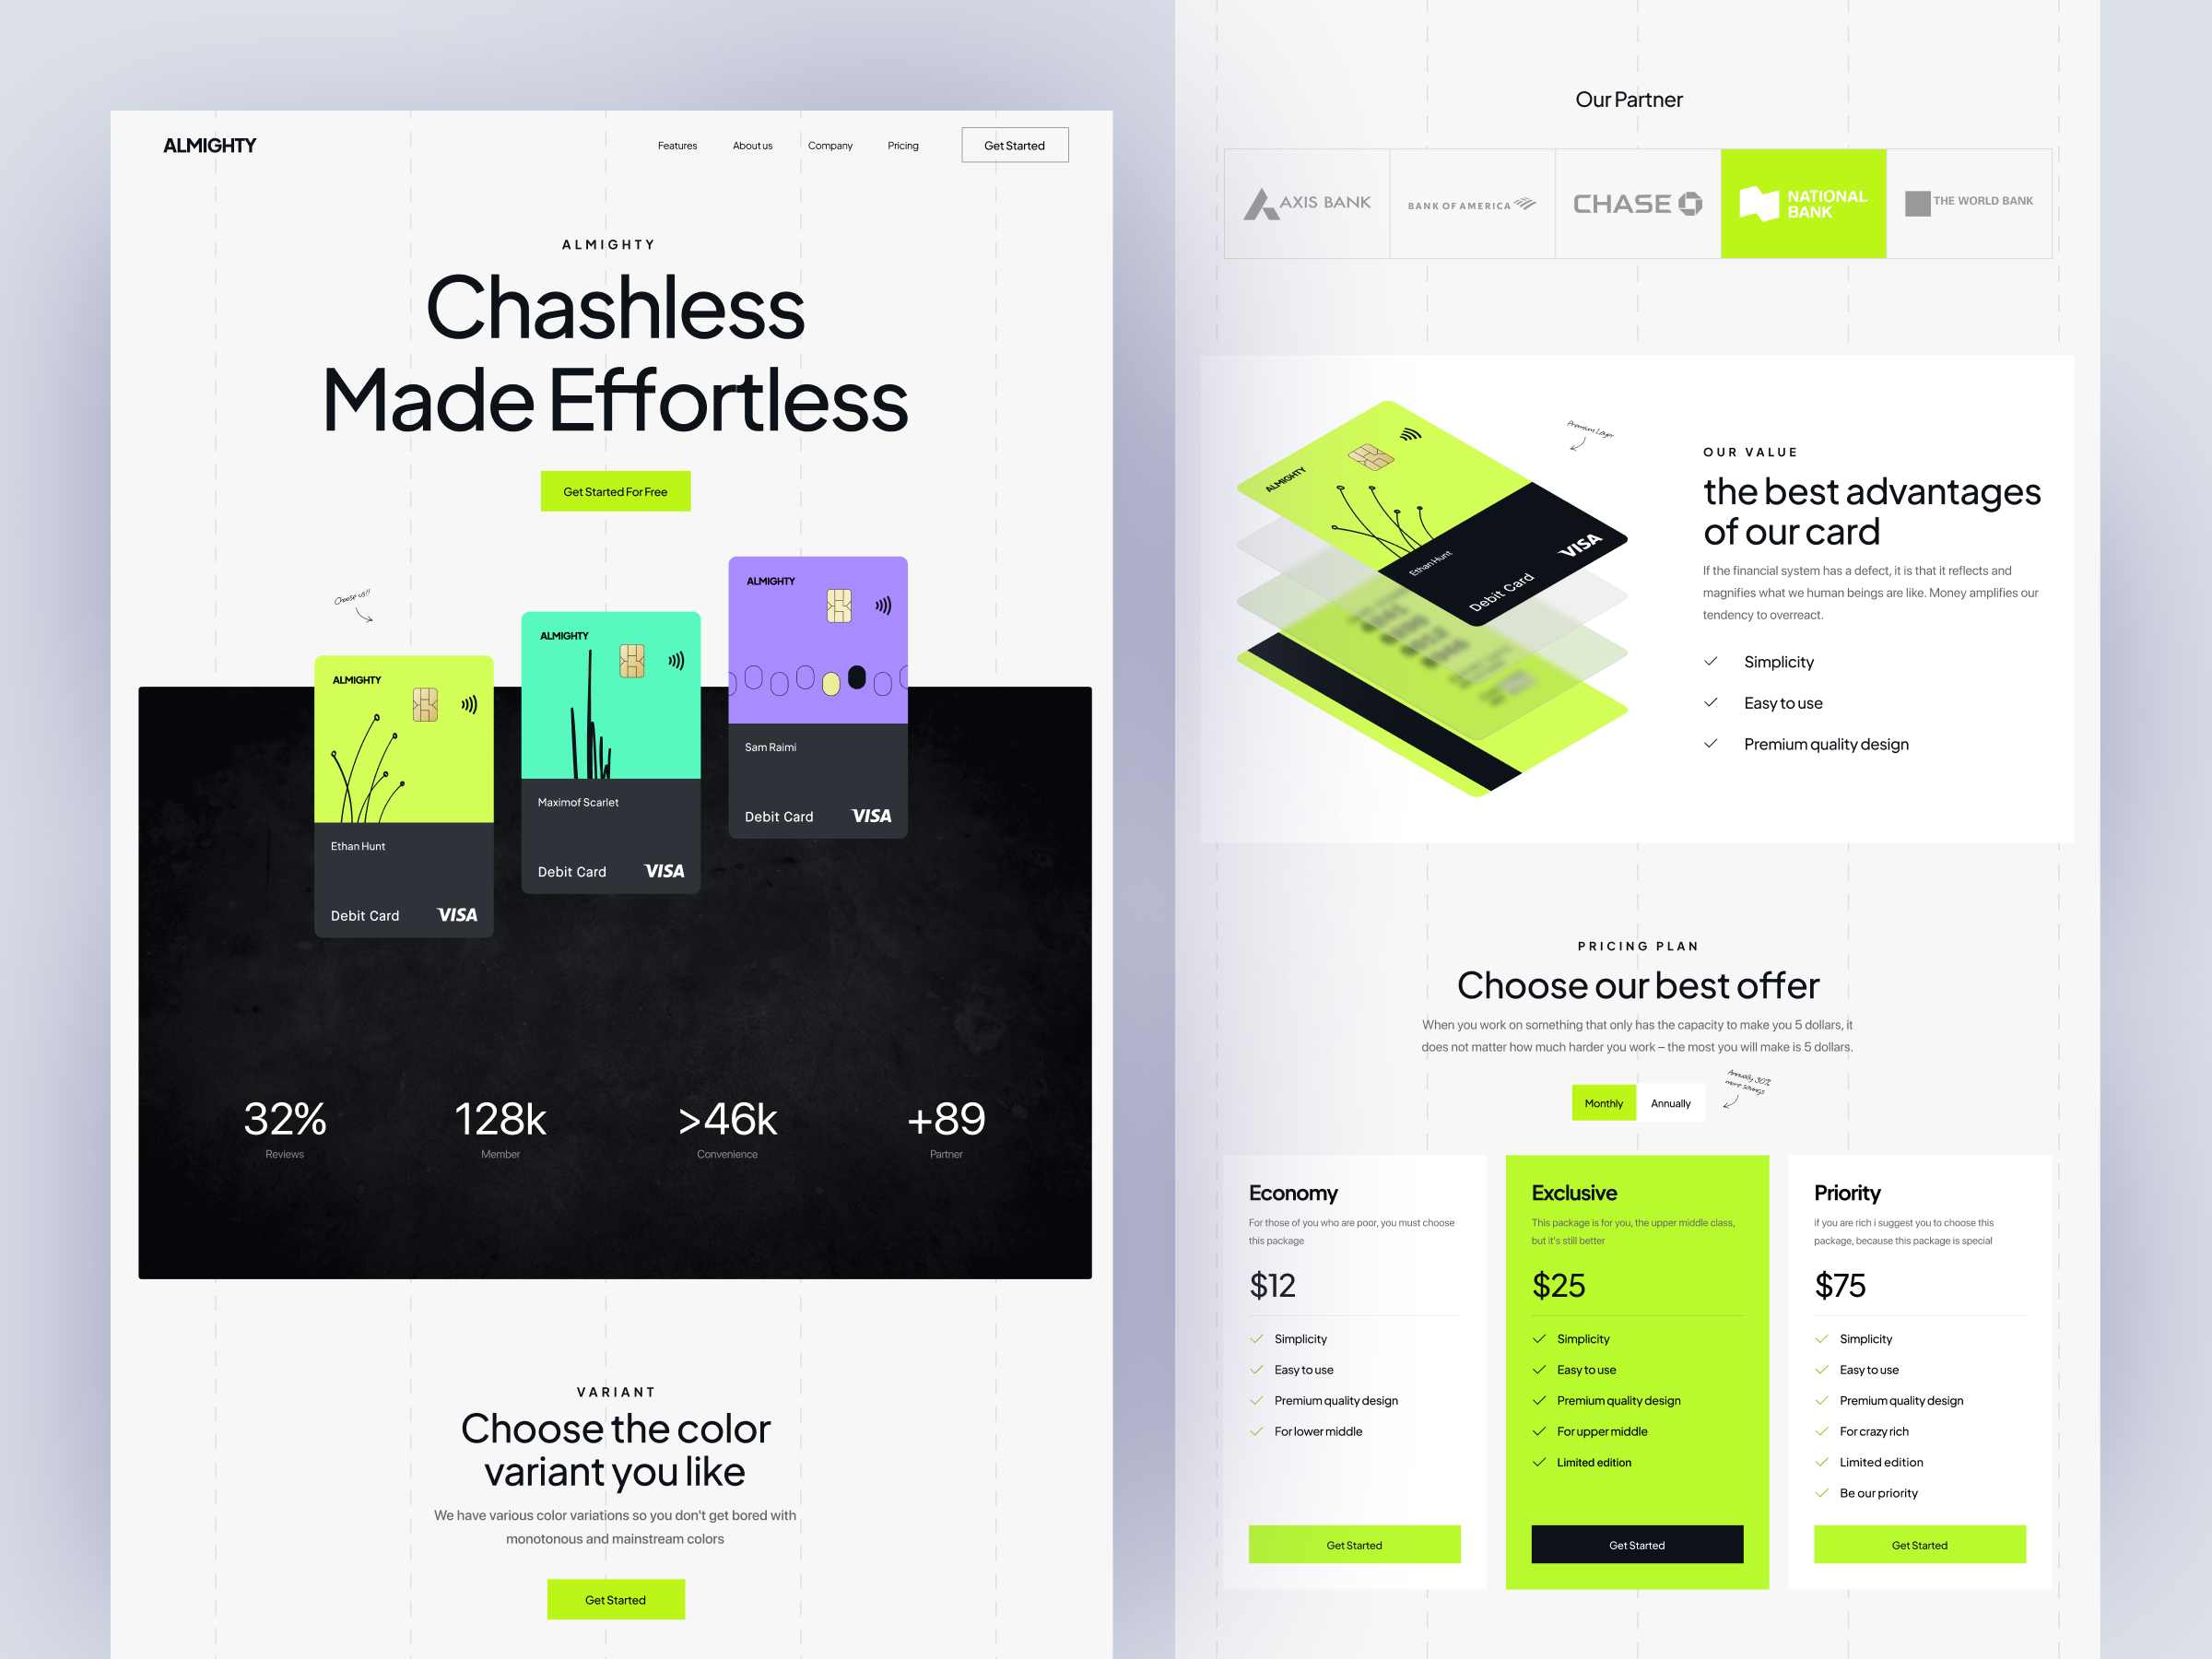 ALMIGHTY
Features
About us
Company
Pricing
Get Started
ALMIGHTY
Chashless
Made Effortless
Get Started For Free
Choose us!!
ALMIGHTY
Ethan Hunt
Debit Card
VISA
ALMIGHTY
Maximof Scarlet
Debit Card
VISA
ALMIGHTY
Sam Raimi
Debit Card
VISA
32%
Reviews
128k
Member
>46k
Convenience
+89
Partner
VARIANT
Choose the color
variant you like
We have various color variations so you don't get bored with
monotonous and mainstream colors
Get Started
Our Partner
AXIS BANK
BANK OF AMERICA
CHASE
NATIONAL
BANK
THE WORLD BANK
ALMIGHTY
Ethan Hunt
Debit Card
VISA
Premium Layer
OUR VALUE
the best advantages
of our card
If the financial system has a defect, it is that it reflects and
magnifies what we human beings are like. Money amplifies our
tendency to overreact.
Simplicity
Easy to use
Premium quality design
PRICING PLAN
Choose our best offer
When you work on something that only has the capacity to make you 5 dollars, it
does not matter how much harder you work – the most you will make is 5 dollars.
Monthly
Annually
Annually 30%
more savings
Economy
For those of you who are poor, you must choose
this package
$12
Simplicity
Easy to use
Premium quality design
For lower middle
Get Started
Exclusive
This package is for you, the upper middle class,
but it's still better
$25
Simplicity
Easy to use
Premium quality design
For upper middle
Limited edition
Get Started
Priority
if you are rich i suggest you to choose this
package, because this package is special
$75
Simplicity
Easy to use
Premium quality design
For crazy rich
Limited edition
Be our priority
Get Started